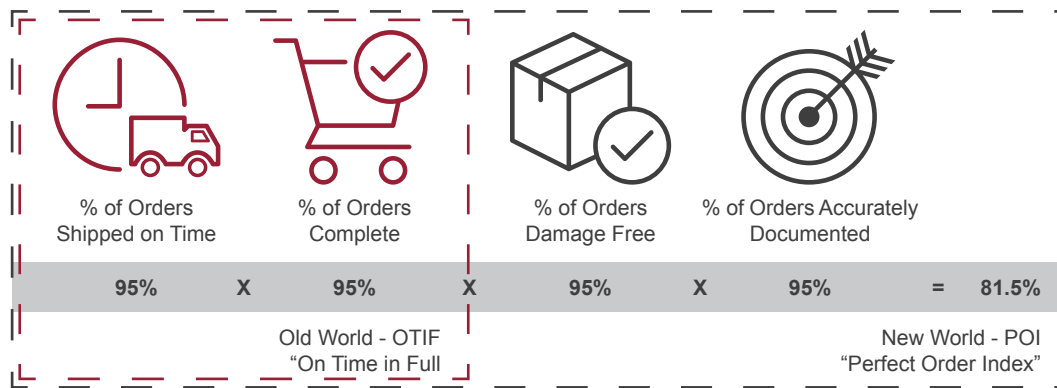 % of Orders
Shipped on Time
% of Orders
Complete
% of Orders
Damage Free
% of Orders Accurately
Documented
95% X 95% X 95% X 95% = 81.5%
Old World - OTIF
“On Time in Full
New World - POI
“Perfect Order Index”